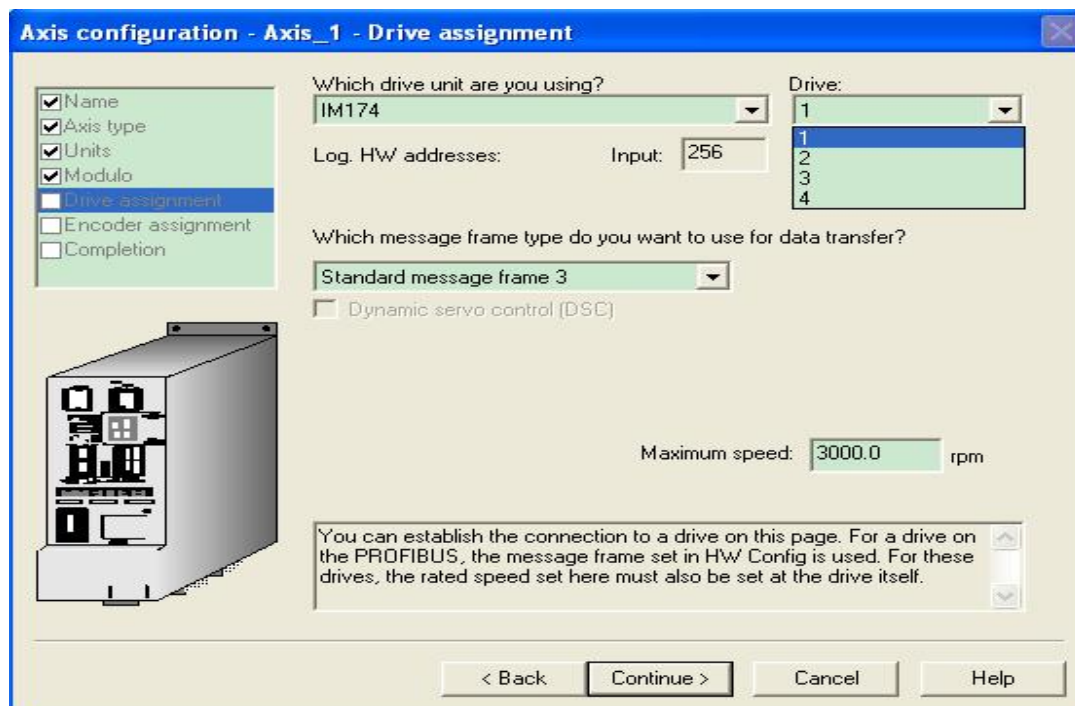 Axis configuration - Axis_1 - Drive assignment
Name
Axis type
Units
Modulo
Drive assignment
Encoder assignment
Completion
Which drive unit are you using?
IM174
Drive:
1
1
2
3
4
Log. HW addresses:
Input:
256
Which message frame type do you want to use for data transfer?
Standard message frame 3
Dynamic servo control (DSC)
Maximum speed:
3000.0
rpm
You can establish the connection to a drive on this page. For a drive on
the PROFIBUS, the message frame set in HW Config is used. For these
drives, the rated speed set here must also be set at the drive itself.
< Back
Continue >
Cancel
Help